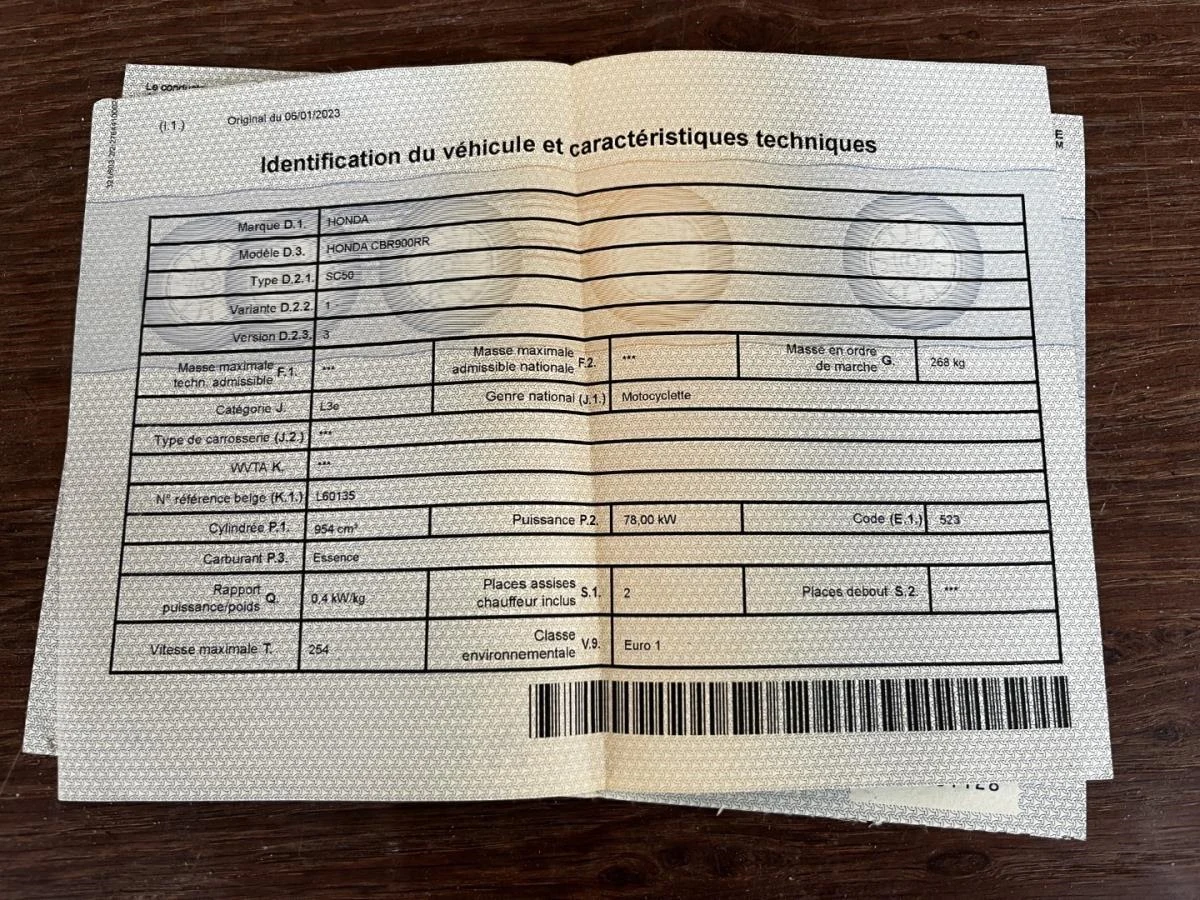 Le conduct
(I.1.) Original du 06/01/2023
Identification du véhicule et caractéristiques techniques
Marque D.1. HONDA
Modèle D.3. HONDA CBR900RR
Type D.2.1. SC50
Variante D.2.2. 1
Version D.2.3. 3
Masse maximale techn. admissible F.1. *** Masse maximale admissible nationale F.2. *** Masse en ordre de marche G. 268 kg
Catégorie J. L3e Genre national (J.1.) Motocyclette
Type de carrosserie (J.2.) ***
WVTA K. ***
N° référence belge (K.1.) L60135
Cylindrée P.1. 954 cm³ Puissance P.2. 78,00 kW Code (E.1.) 523
Carburant P.3. Essence
Rapport puissance/poids Q. 0,4 kW/kg Places assises chauffeur inclus S.1. 2 Places debout S.2. ***
Vitesse maximale T. 254 Classe environnementale V.9. Euro 1
E
M